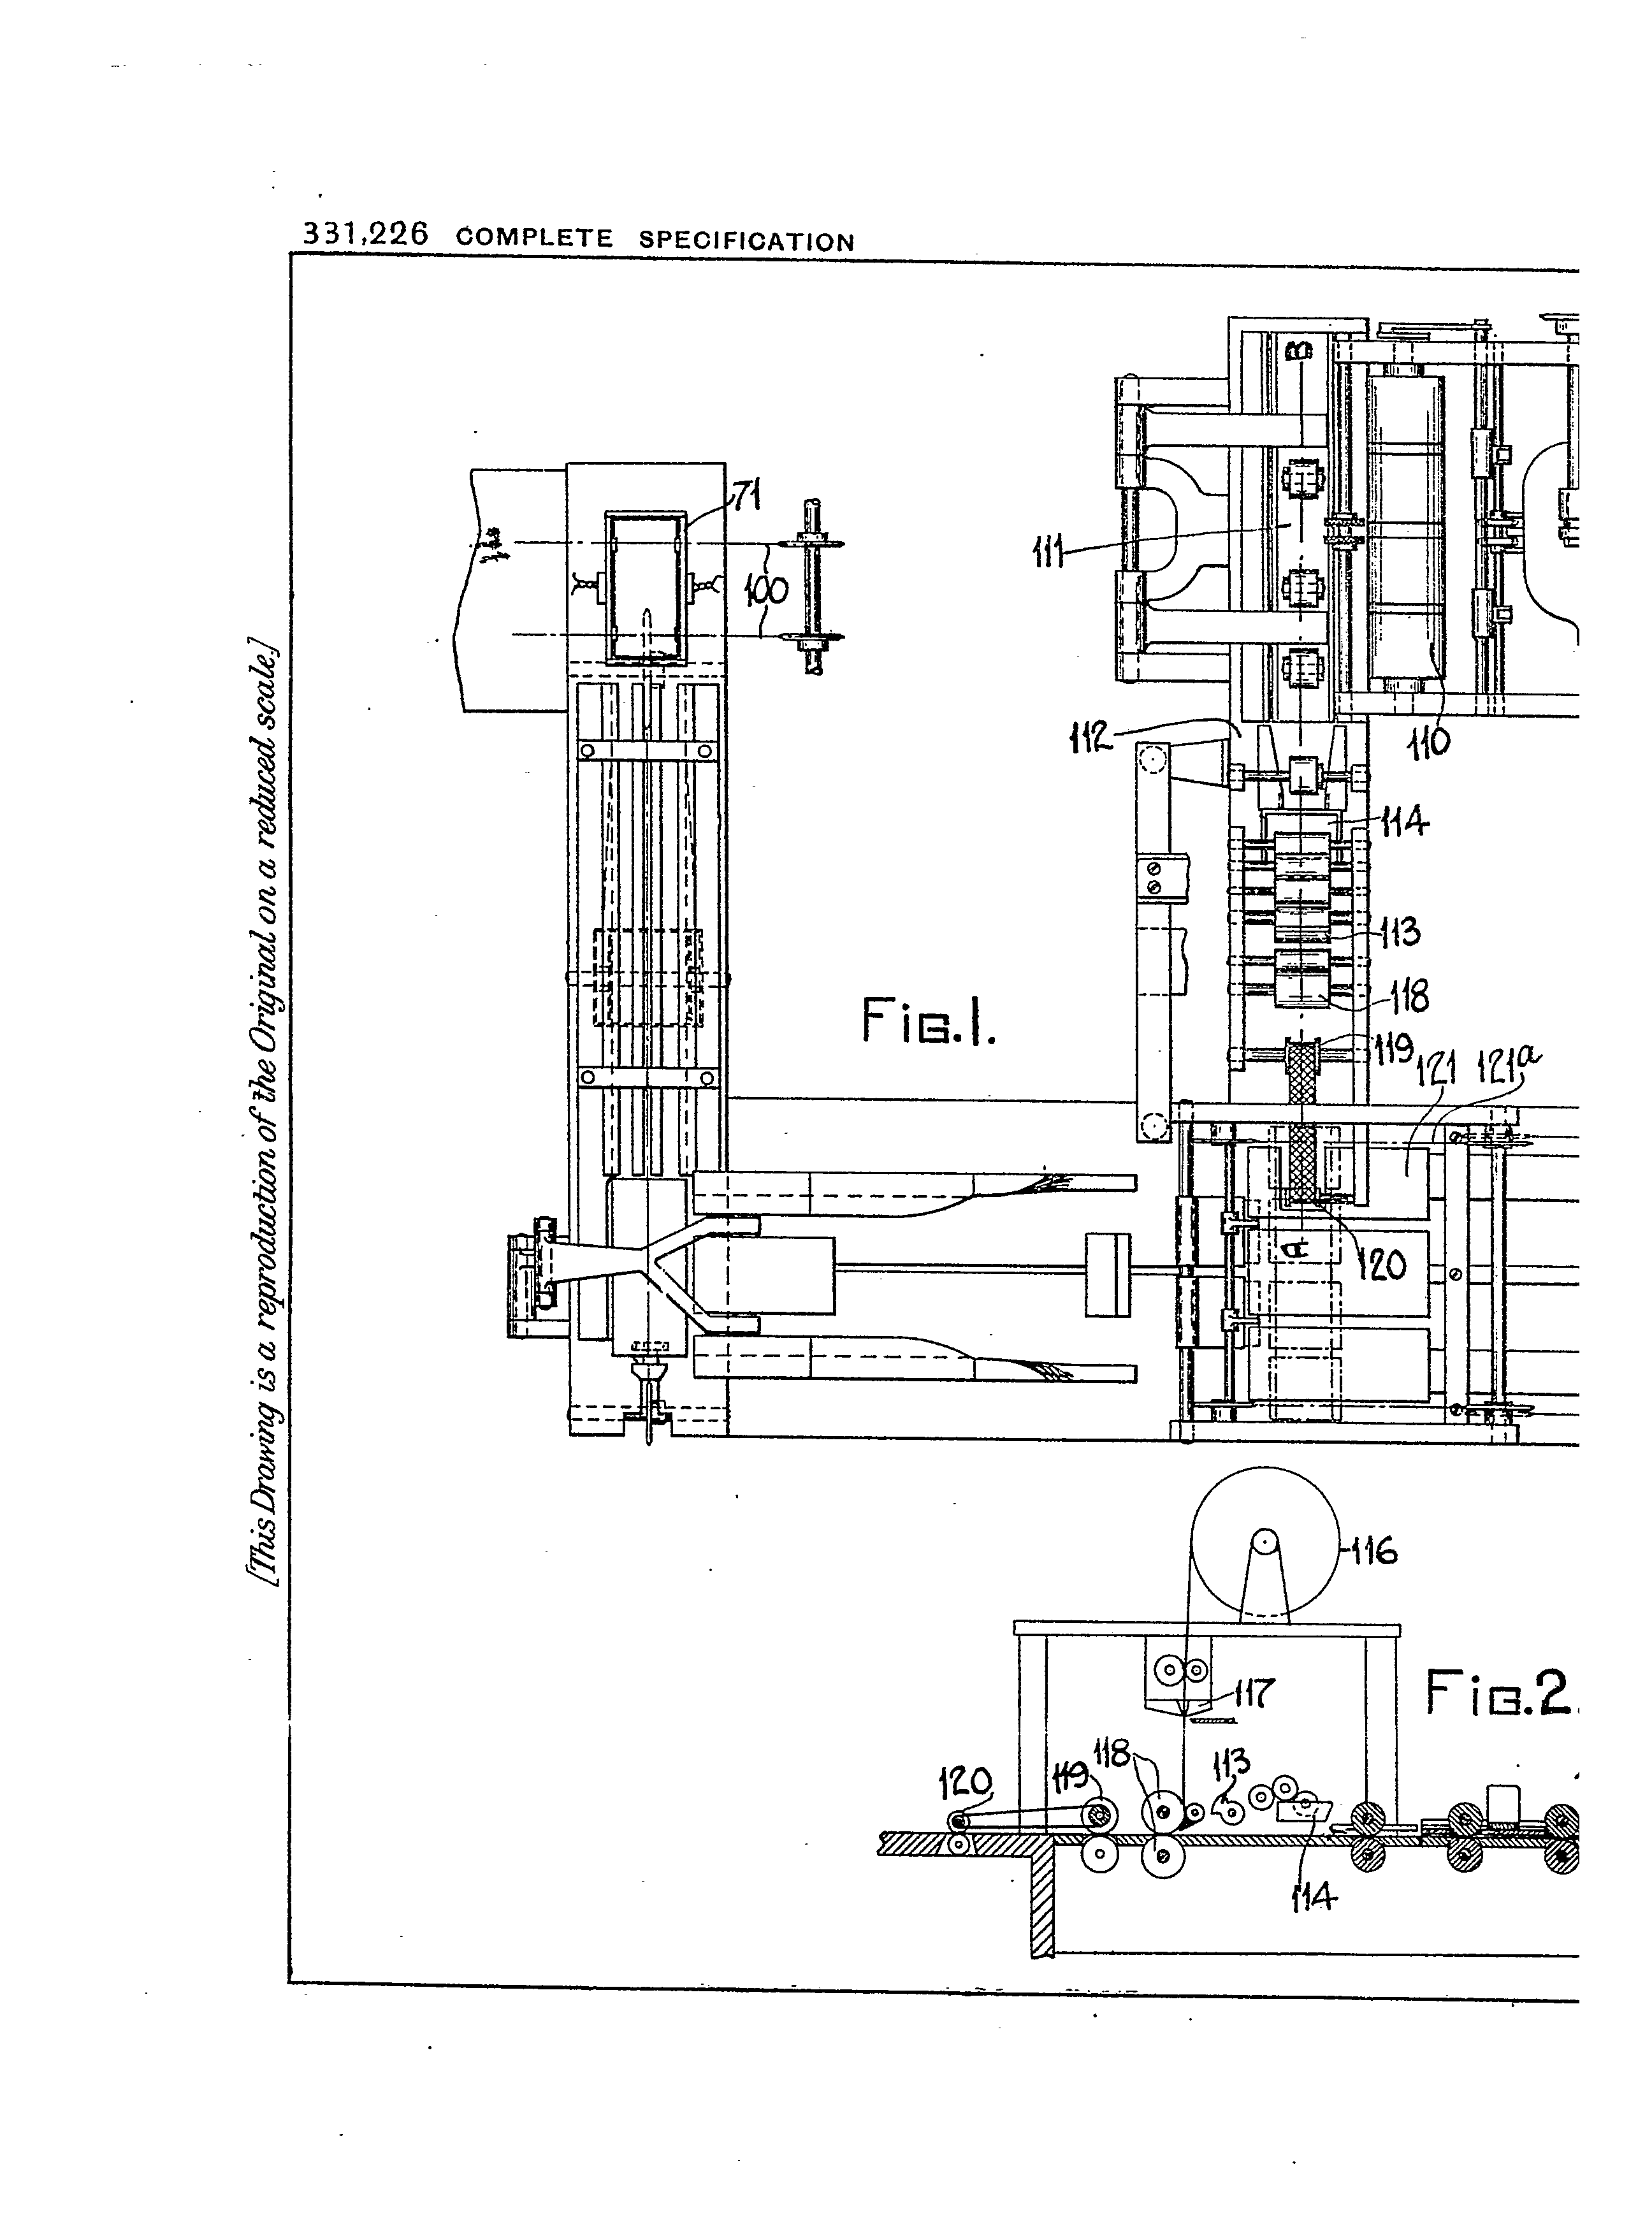 331,226 COMPLETE SPECIFICATION
[This Drawing is a reproduction of the Original on a reduced scale.]
B
71
100
111
112
110
114
113
118
119
121 121a
120
A
Fig.1.
116
117
Fig.2.
118
113
119
120
114